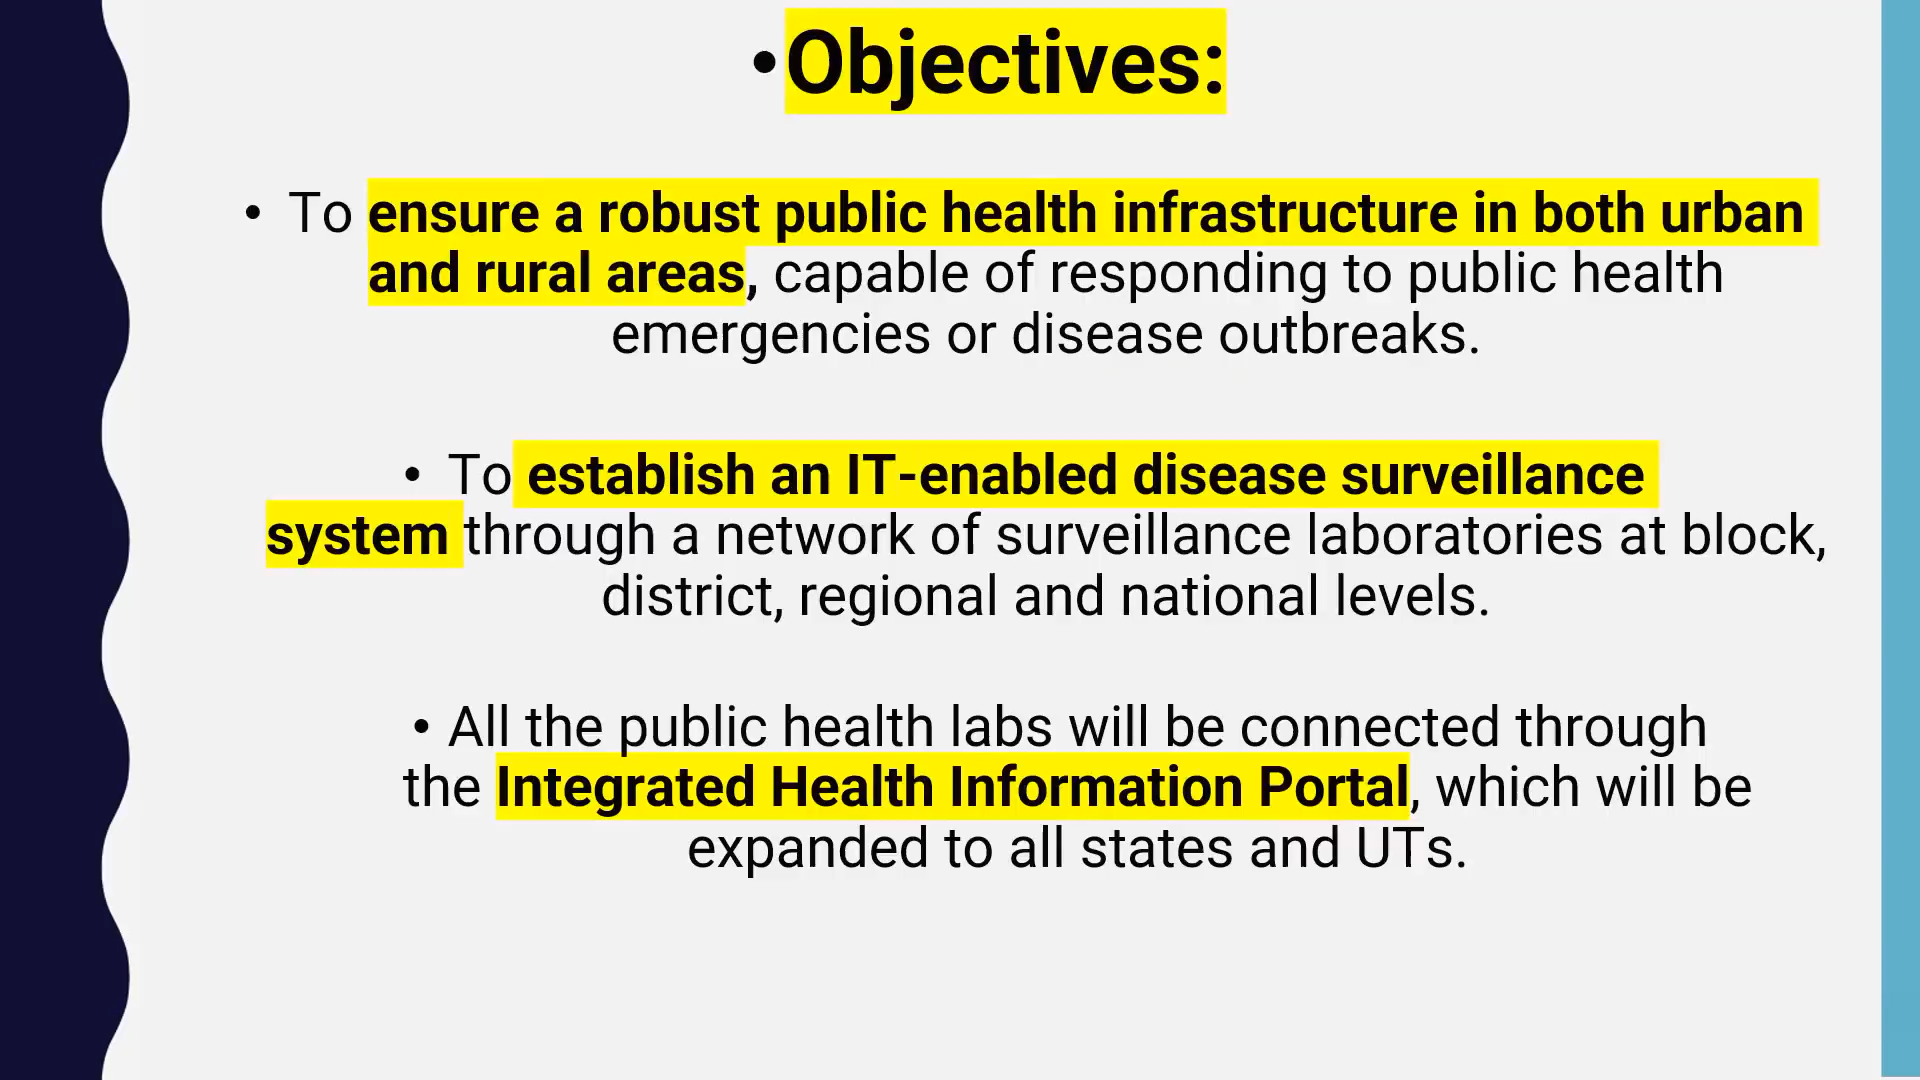 •Objectives:
• To ensure a robust public health infrastructure in both urban
and rural areas, capable of responding to public health
emergencies or disease outbreaks.
• To establish an IT-enabled disease surveillance
system through a network of surveillance laboratories at block,
district, regional and national levels.
• All the public health labs will be connected through
the Integrated Health Information Portal, which will be
expanded to all states and UTs.